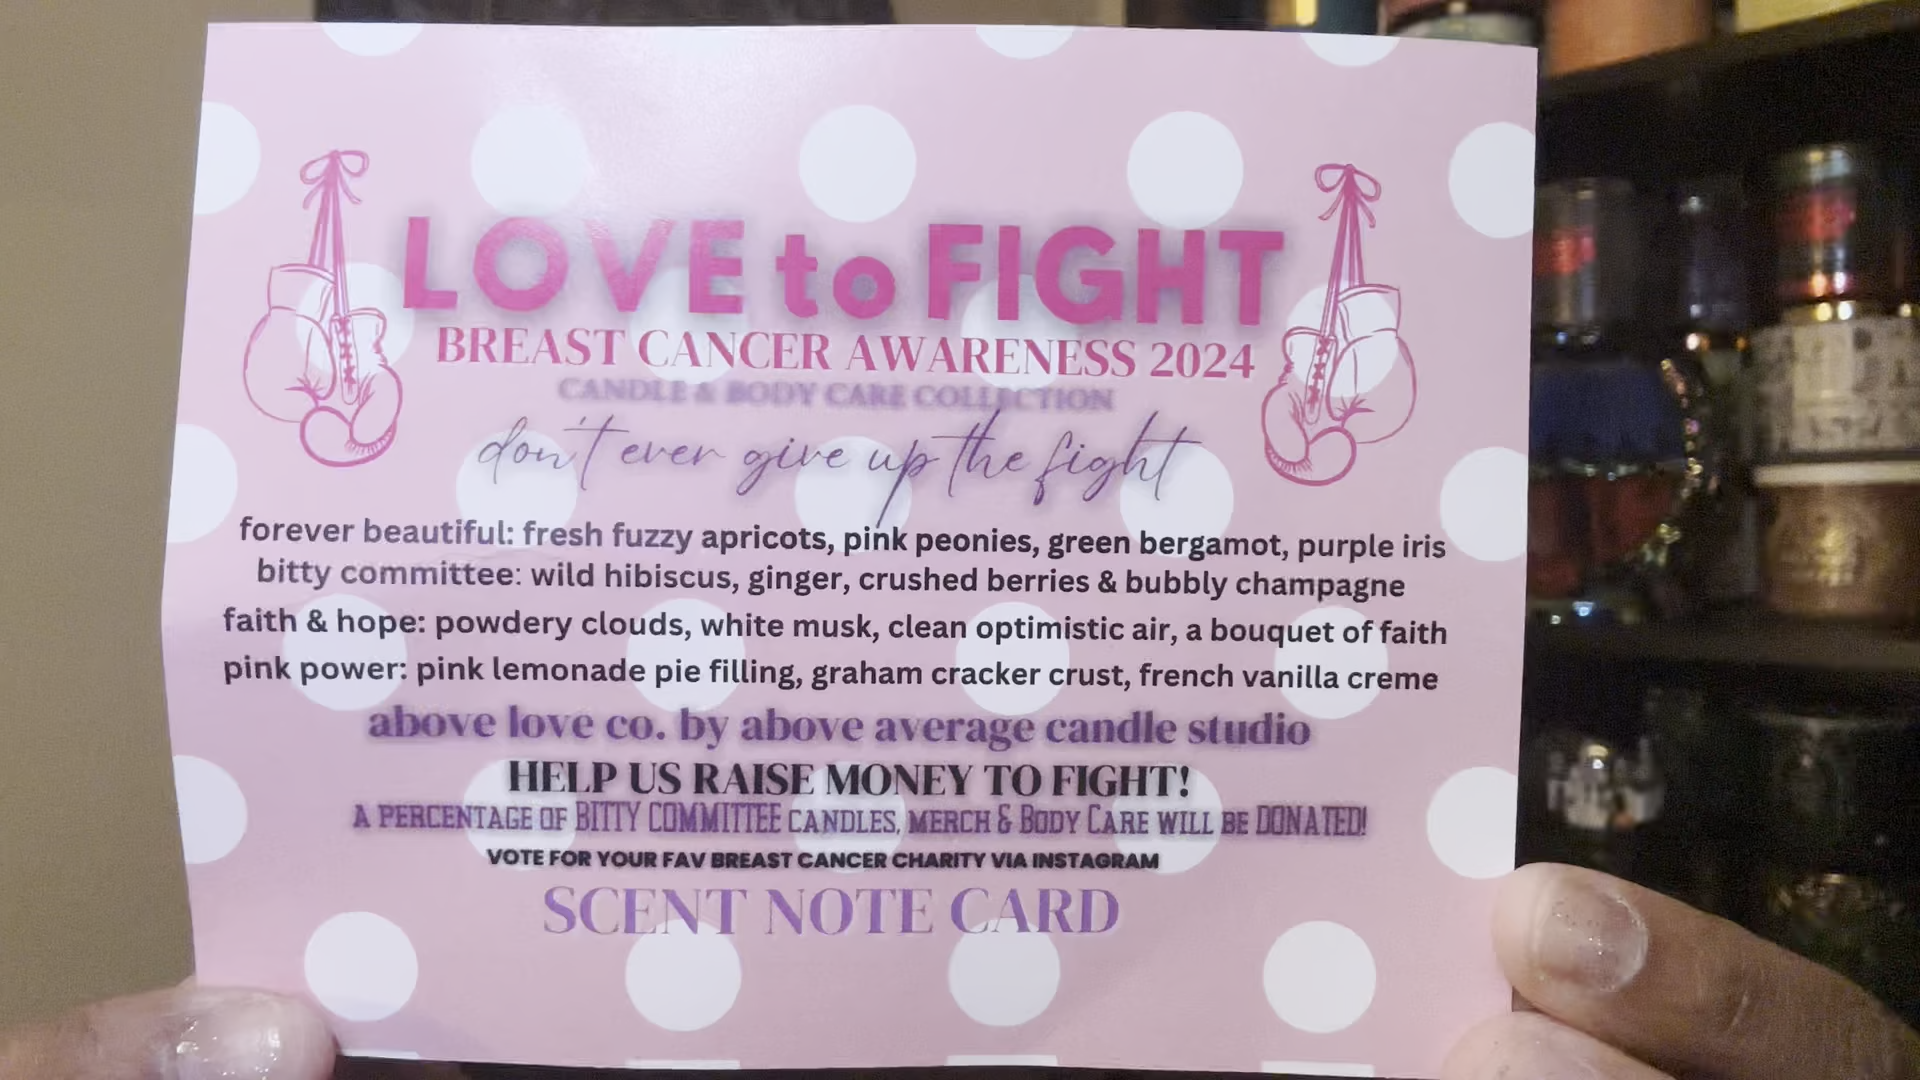 LOVE to FIGHT
BREAST CANCER AWARENESS 2024
CANDLE & BODY CARE COLLECTION
don't ever give up the fight
forever beautiful: fresh fuzzy apricots, pink peonies, green bergamot, purple iris
bitty committee: wild hibiscus, ginger, crushed berries & bubbly champagne
faith & hope: powdery clouds, white musk, clean optimistic air, a bouquet of faith
pink power: pink lemonade pie filling, graham cracker crust, french vanilla creme
above love co. by above average candle studio
HELP US RAISE MONEY TO FIGHT!
A PERCENTAGE OF BITTY COMMITTEE CANDLES, MERCH & BODY CARE WILL BE DONATED!
VOTE FOR YOUR FAV BREAST CANCER CHARITY VIA INSTAGRAM
SCENT NOTE CARD